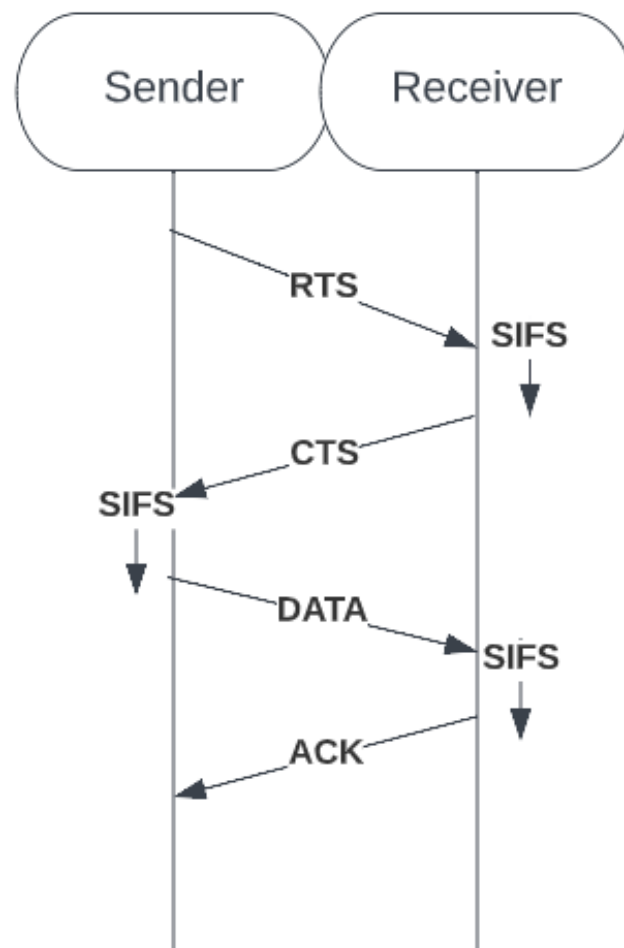 Sender
Receiver
RTS
SIFS
CTS
SIFS
DATA
SIFS
ACK